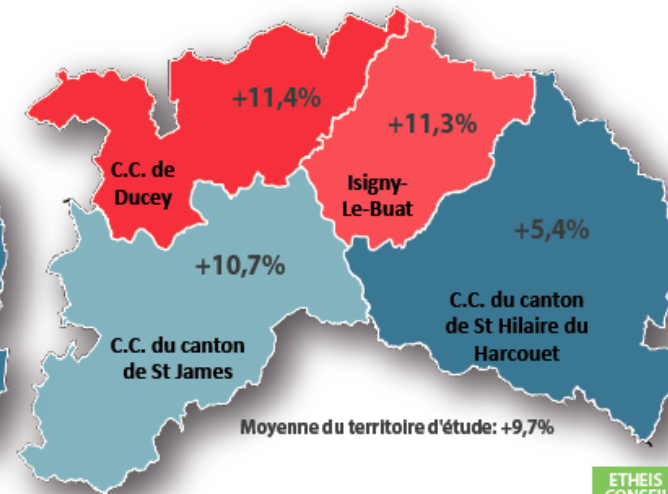 +11,4%
C.C. de
Ducey
+11,3%
Isigny-
Le-Buat
+5,4%
C.C. du canton
de St Hilaire du
Harcouet
+10,7%
C.C. du canton
de St James
Moyenne du territoire d'étude: +9,7%
ETHEIS
CONSEIL